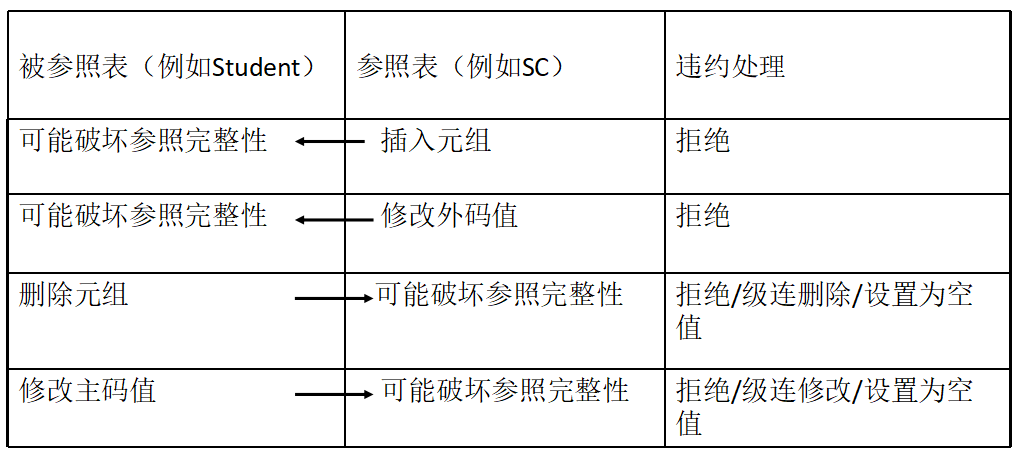 被参照表（例如Student） 参照表（例如SC） 违约处理
可能破坏参照完整性 插入元组 拒绝
可能破坏参照完整性 修改外码值 拒绝
删除元组 可能破坏参照完整性 拒绝/级连删除/设置为空
值
修改主码值 可能破坏参照完整性 拒绝/级连修改/设置为空
值